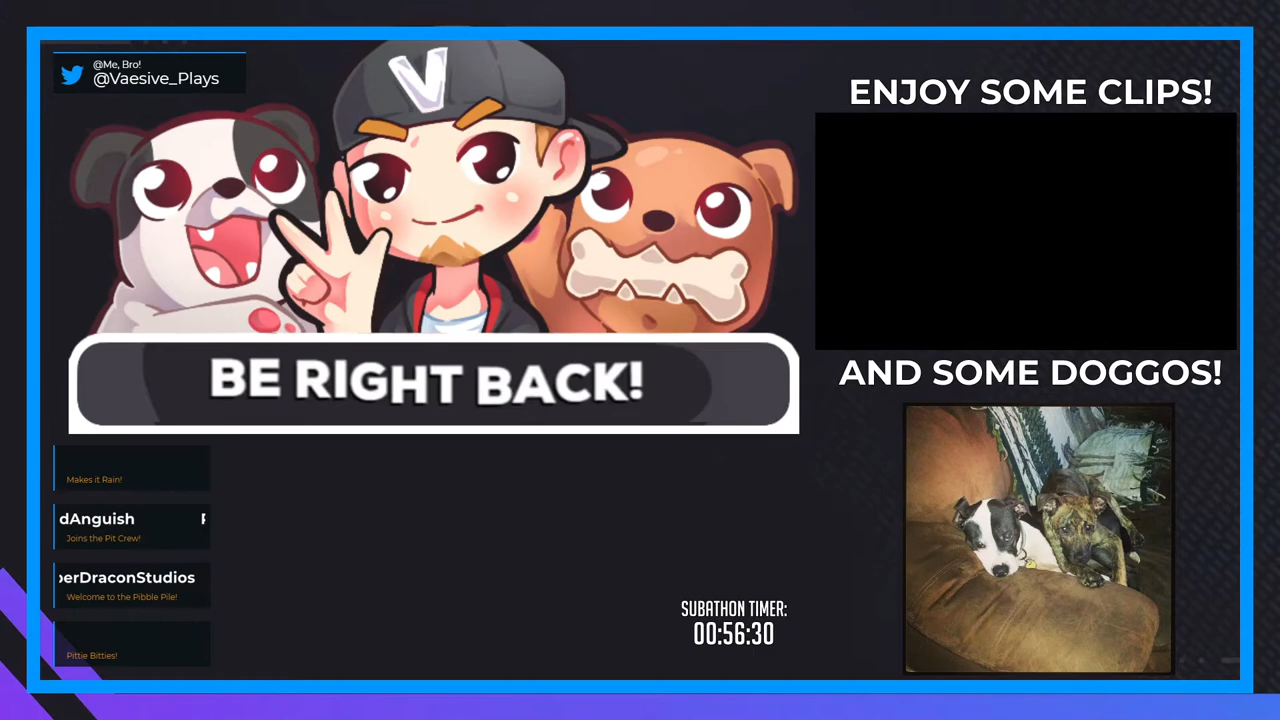 @Me, Bro!
@Vaesive_Plays
V
BE RIGHT BACK!
ENJOY SOME CLIPS!
AND SOME DOGGOS!
Makes it Rain!
dAnguish
Joins the Pit Crew!
erDraconStudios
Welcome to the Pibble Pile!
Pittie Bitties!
SUBATHON TIMER:
00:56:30